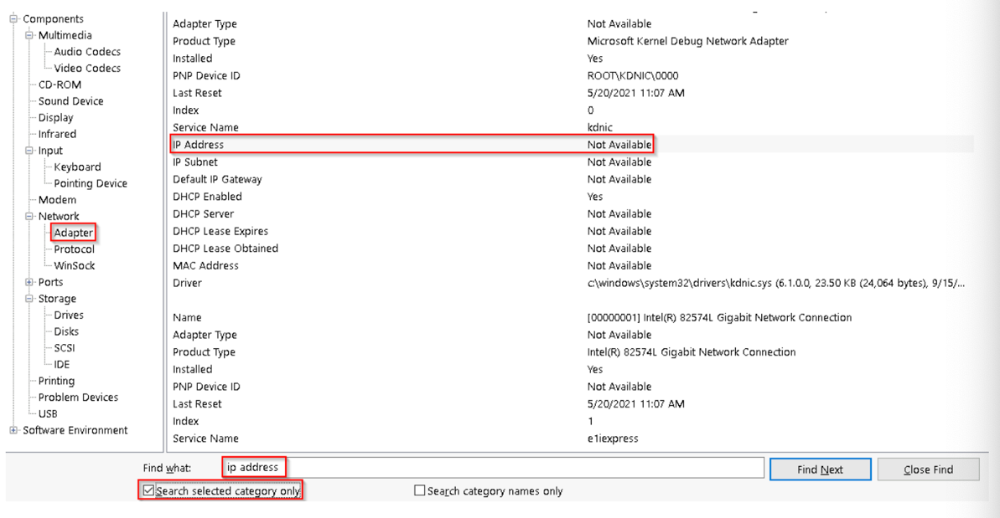 Components
Multimedia
Audio Codecs
Video Codecs
CD-ROM
Sound Device
Display
Infrared
Input
Keyboard
Pointing Device
Modem
Network
Adapter
Protocol
WinSock
Ports
Storage
Drives
Disks
SCSI
IDE
Printing
Problem Devices
USB
Software Environment
Adapter Type Not Available
Product Type Microsoft Kernel Debug Network Adapter
Installed Yes
PNP Device ID ROOT\KDNIC\0000
Last Reset 5/20/2021 11:07 AM
Index 0
Service Name kdnic
IP Address Not Available
IP Subnet Not Available
Default IP Gateway Not Available
DHCP Enabled Yes
DHCP Server Not Available
DHCP Lease Expires Not Available
DHCP Lease Obtained Not Available
MAC Address Not Available
Driver c:\windows\system32\drivers\kdnic.sys (6.1.0.0, 23.50 KB (24,064 bytes), 9/15/...
Name [00000001] Intel(R) 82574L Gigabit Network Connection
Adapter Type Not Available
Product Type Intel(R) 82574L Gigabit Network Connection
Installed Yes
PNP Device ID Not Available
Last Reset 5/20/2021 11:07 AM
Index 1
Service Name e1iexpress
Find what: ip address Find Next Close Find
Search selected category only Search category names only